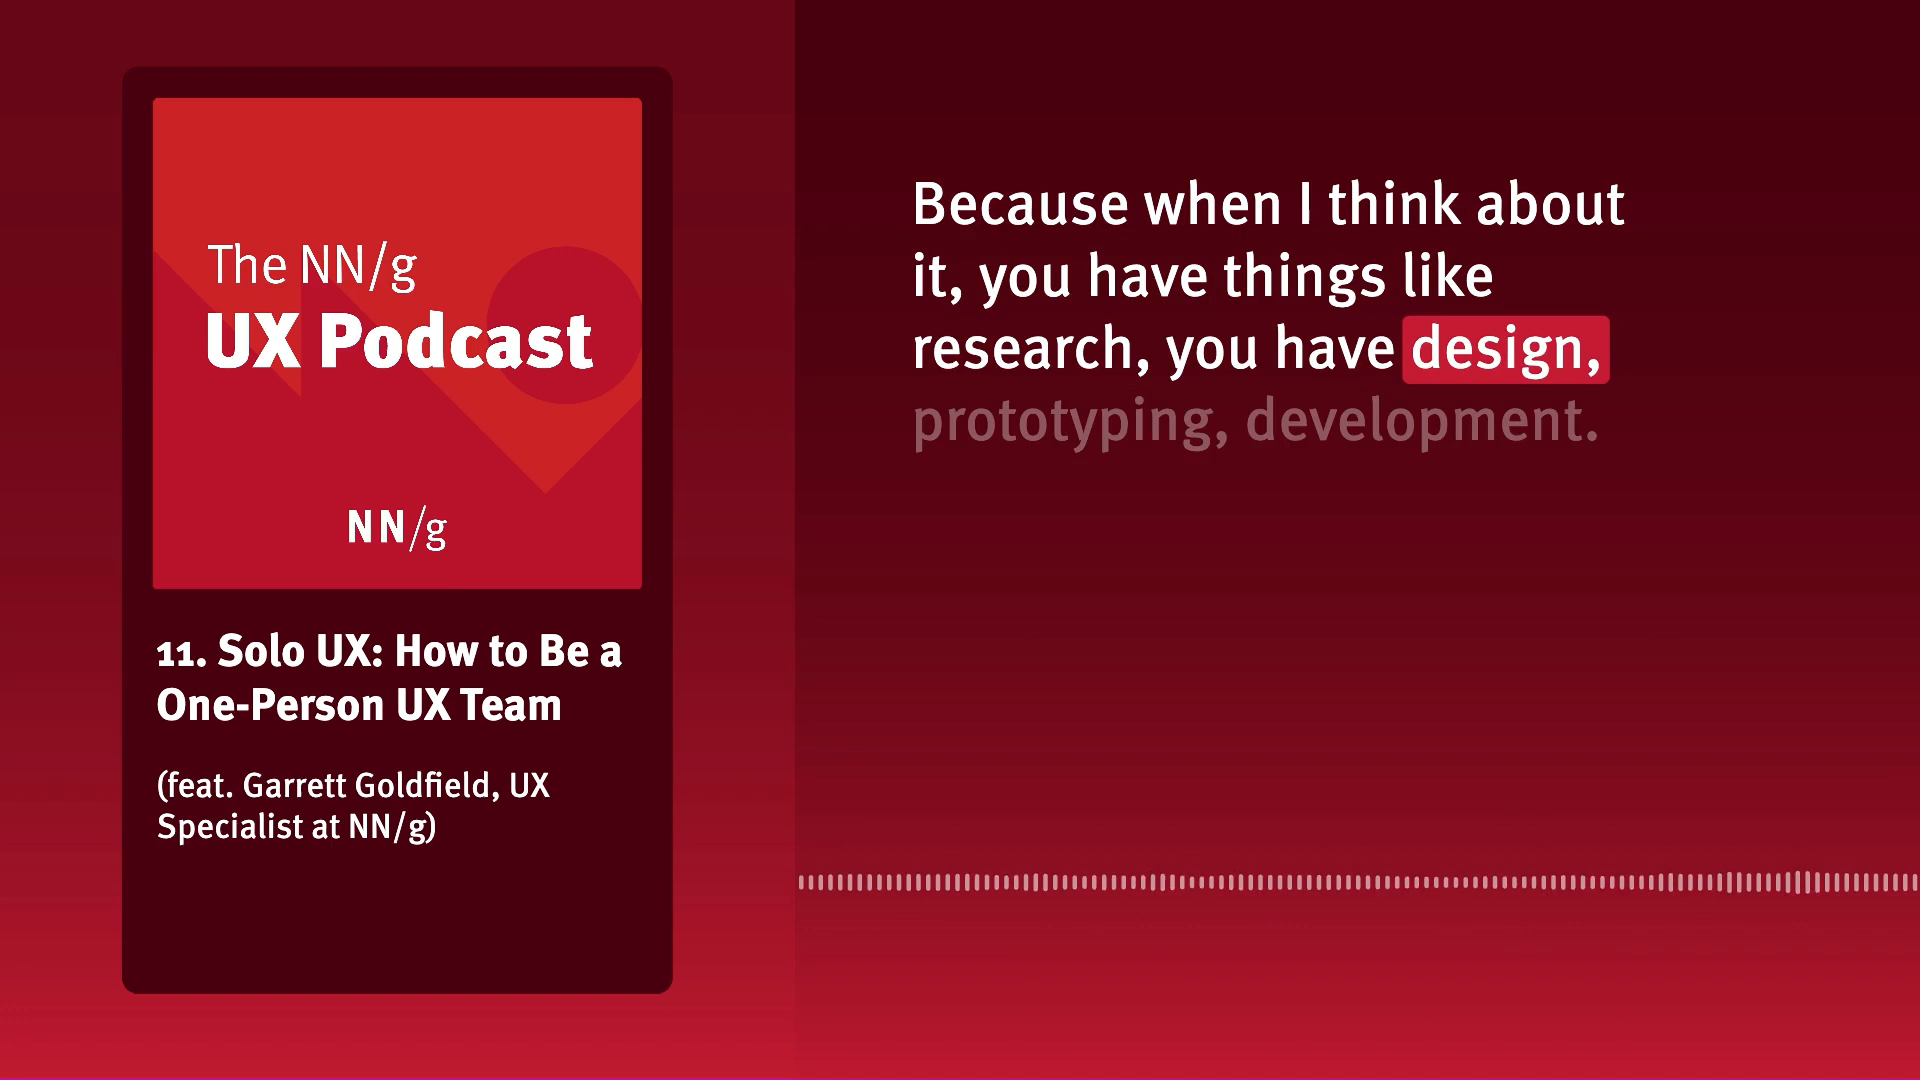 The NN/g
UX Podcast
NN/g
11. Solo UX: How to Be a
One-Person UX Team
(feat. Garrett Goldfield, UX
Specialist at NN/g)
Because when I think about
it, you have things like
research, you have design,
prototyping, development.